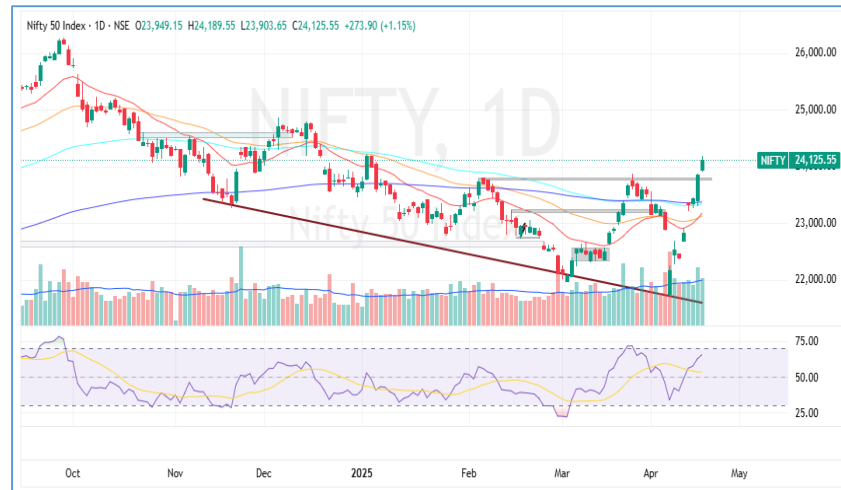 Nifty 50 Index · 1D · NSE O23,949.15 H24,189.55 L23,903.65 C24,125.55 +273.90 (+1.15%)
26,000.00
25,000.00
NIFTY, 1D
NIFTY 24,125.55
Nifty 50 Index
23,000.00
22,000.00
75.00
50.00
25.00
Oct Nov Dec 2025 Feb Mar Apr May